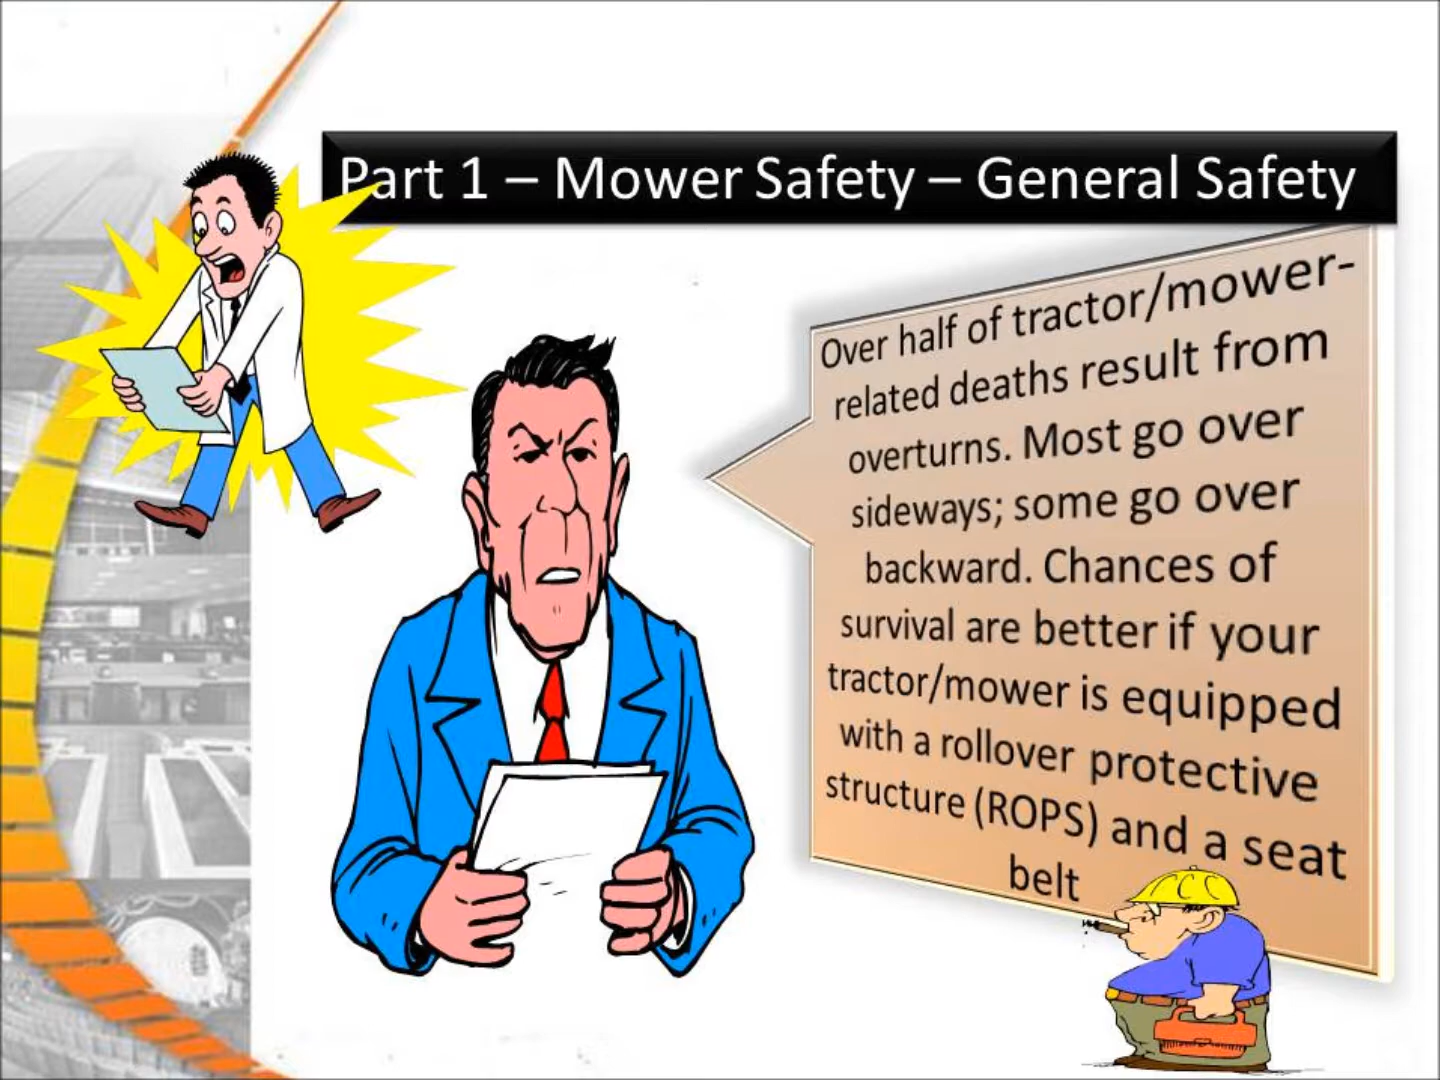 Part 1 – Mower Safety – General Safety
Over half of tractor/mower-
related deaths result from
overturns. Most go over
sideways; some go over
backward. Chances of
survival are better if your
tractor/mower is equipped
with a rollover protective
structure (ROPS) and a seat
belt